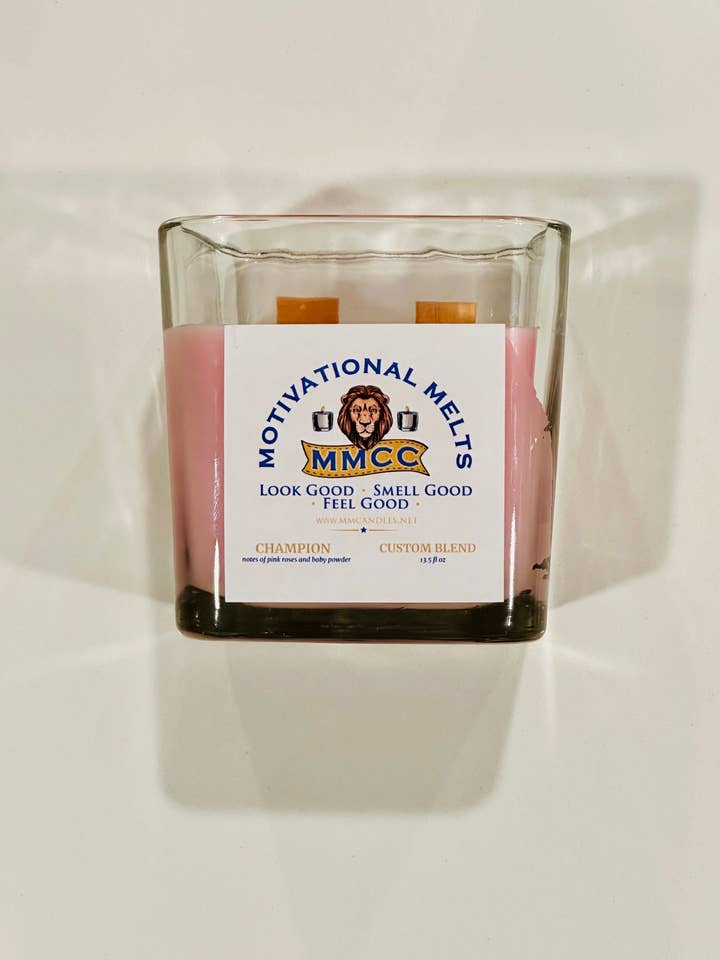 MOTIVATIONAL MELTS
MMCC
LOOK GOOD · SMELL GOOD
· FEEL GOOD ·
WWW.MMCANDLES.NET
CHAMPION
notes of pink roses and baby powder
CUSTOM BLEND
13.5 fl oz